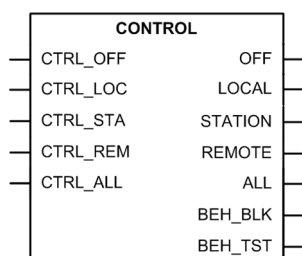 CONTROL
CTRL_OFF OFF
CTRL_LOC LOCAL
CTRL_STA STATION
CTRL_REM REMOTE
CTRL_ALL ALL
BEH_BLK
BEH_TST